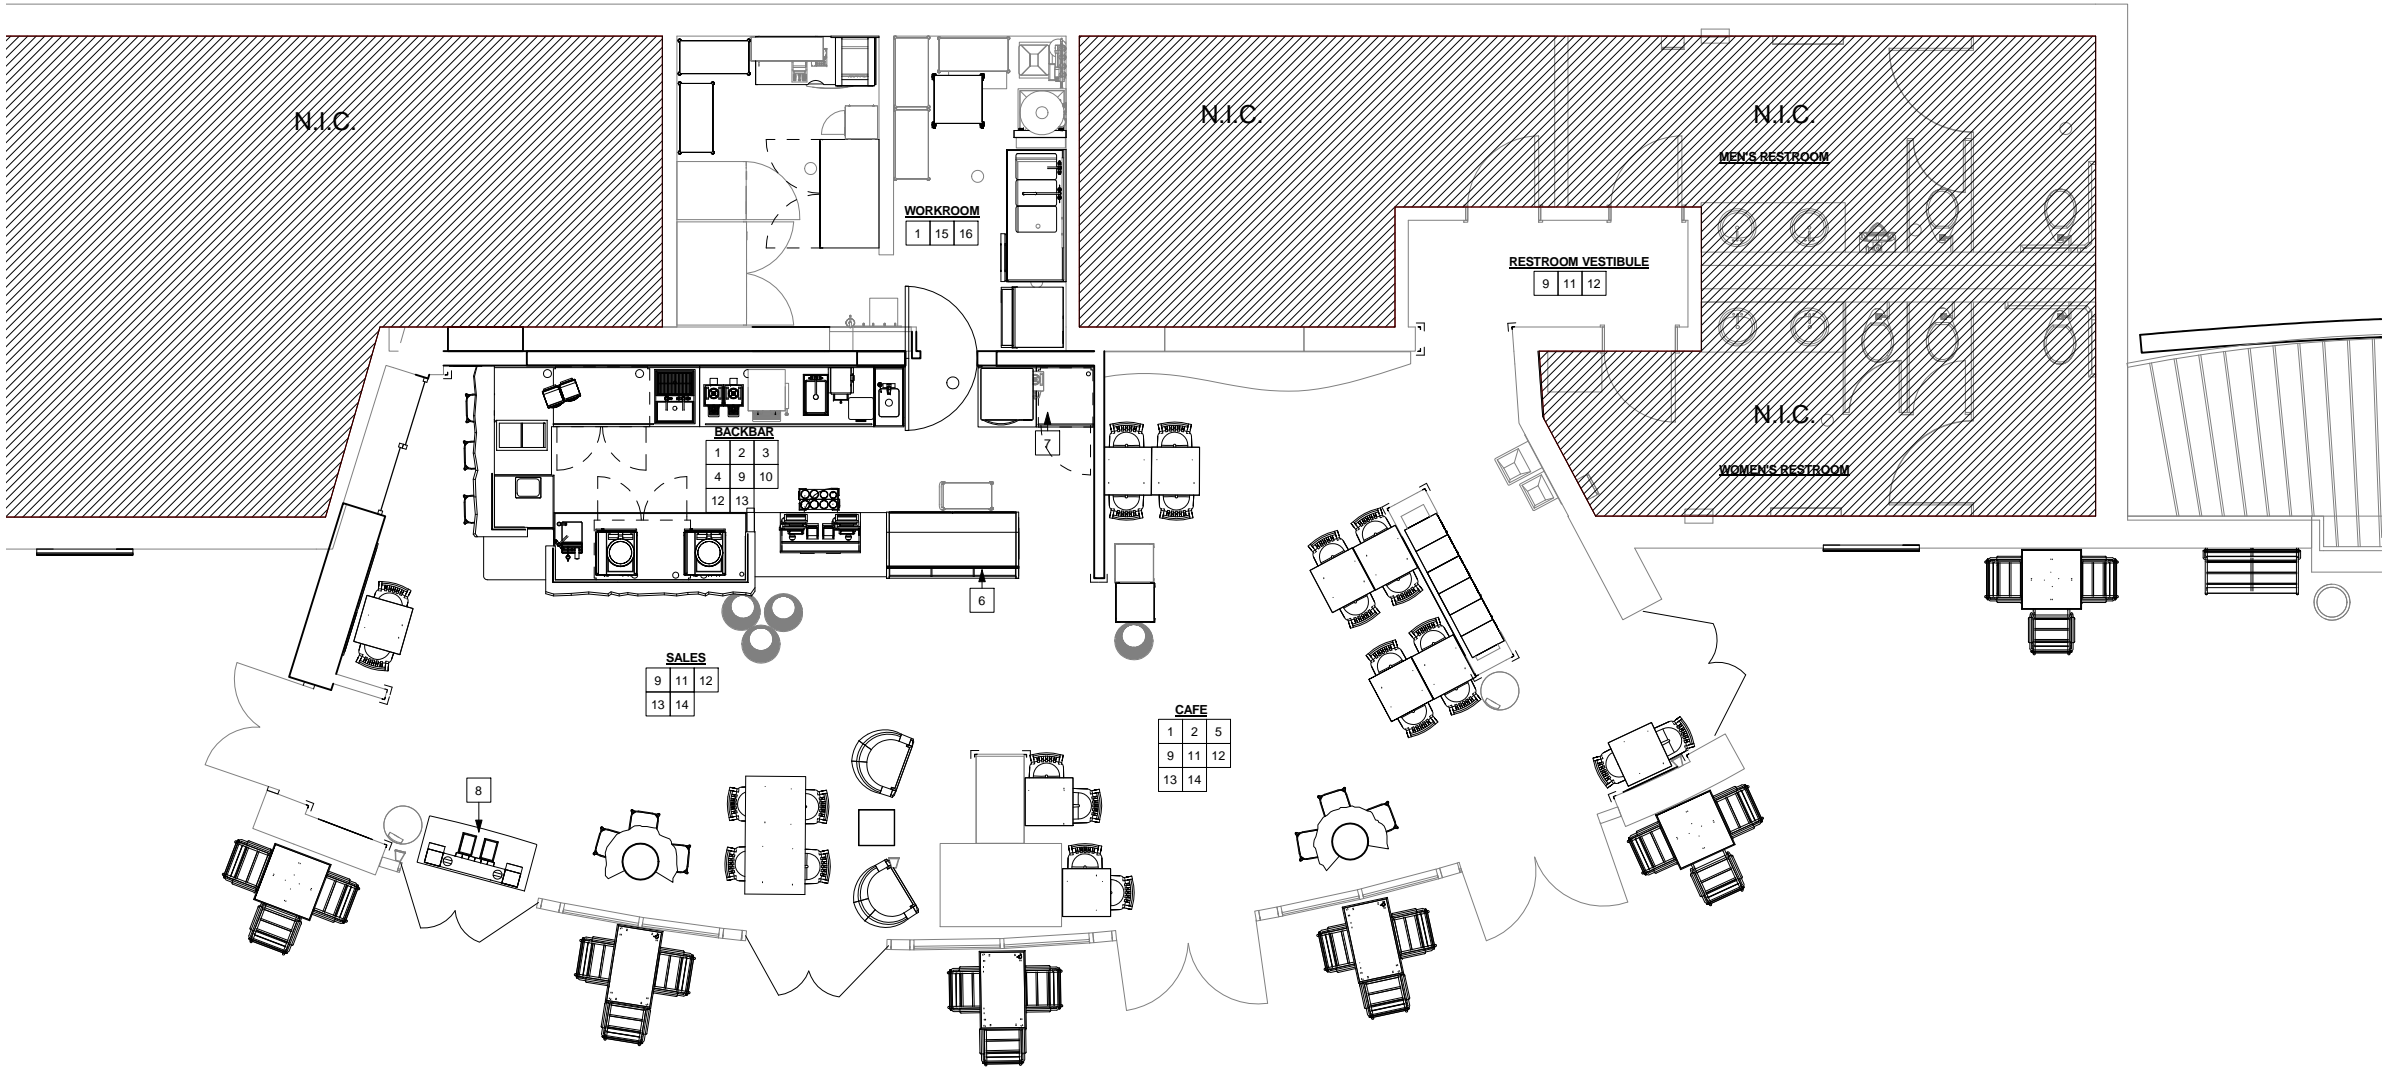 N.I.C.
N.I.C.
N.I.C.
MEN'S RESTROOM
WORKROOM
1 15 16
RESTROOM VESTIBULE
9 11 12
N.I.C.
WOMEN'S RESTROOM
BACKBAR
1 2 3
4 9 10
12 13
7
6
SALES
9 11 12
13 14
CAFE
1 2 5
9 11 12
13 14
8